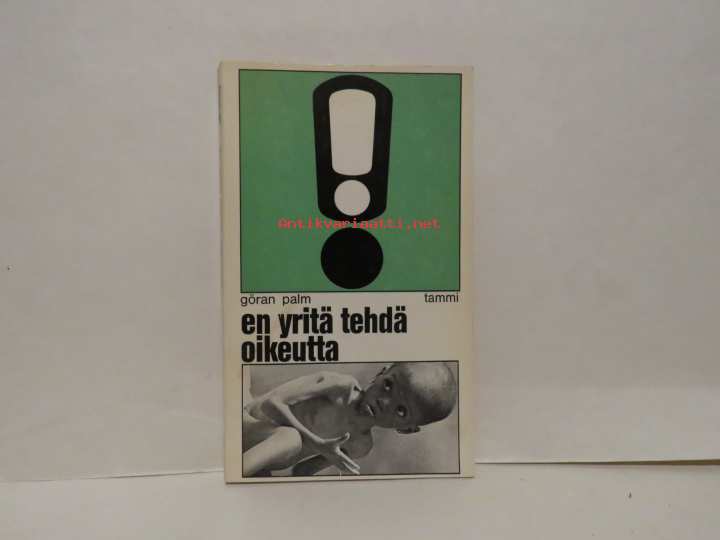 Antikvariaatti.net
göran palm tammi
en yritä tehdä
oikeutta